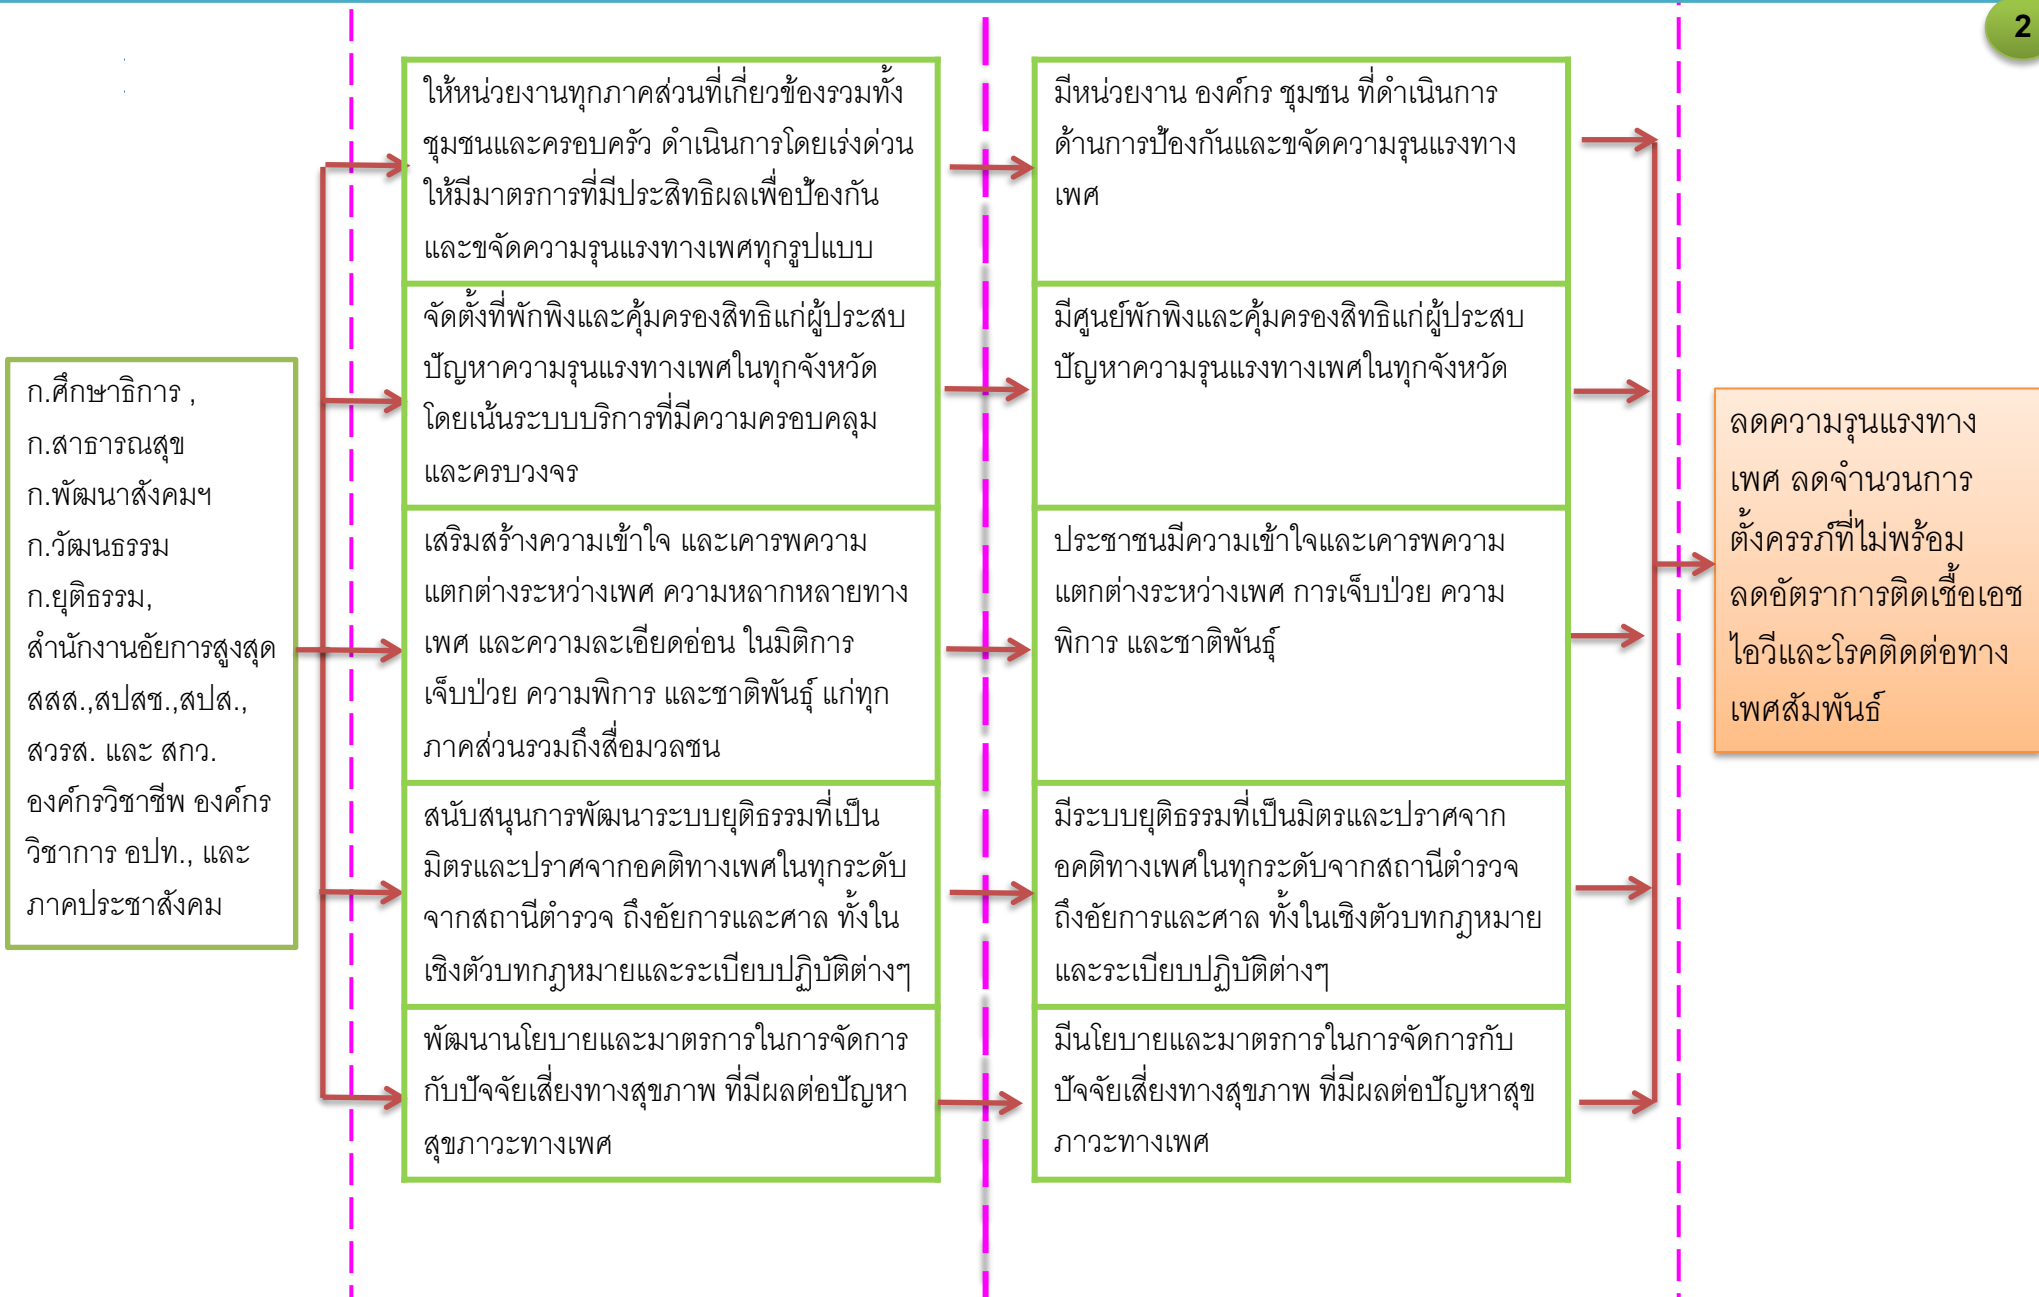 2
ก.ศึกษาธิการ ,
ก.สาธารณสุข
ก.พัฒนาสังคมฯ
ก.วัฒนธรรม
ก.ยุติธรรม,
สำนักงานอัยการสูงสุด
สสส.,สปสช.,สปส.,
สวรส. และ สกว.
องค์กรวิชาชีพ องค์กร
วิชาการ อปท., และ
ภาคประชาสังคม
ให้หน่วยงานทุกภาคส่วนที่เกี่ยวข้องรวมทั้ง
ชุมชนและครอบครัว ดำเนินการโดยเร่งด่วน
ให้มีมาตรการที่มีประสิทธิผลเพื่อป้องกัน
และขจัดความรุนแรงทางเพศทุกรูปแบบ
จัดตั้งที่พักพิงและคุ้มครองสิทธิแก่ผู้ประสบ
ปัญหาความรุนแรงทางเพศในทุกจังหวัด
โดยเน้นระบบบริการที่มีความครอบคลุม
และครบวงจร
เสริมสร้างความเข้าใจ และเคารพความ
แตกต่างระหว่างเพศ ความหลากหลายทาง
เพศ และความละเอียดอ่อน ในมิติการ
เจ็บป่วย ความพิการ และชาติพันธุ์ แก่ทุก
ภาคส่วนรวมถึงสื่อมวลชน
สนับสนุนการพัฒนาระบบยุติธรรมที่เป็น
มิตรและปราศจากอคติทางเพศในทุกระดับ
จากสถานีตำรวจ ถึงอัยการและศาล ทั้งใน
เชิงตัวบทกฎหมายและระเบียบปฏิบัติต่างๆ
พัฒนานโยบายและมาตรการในการจัดการ
กับปัจจัยเสี่ยงทางสุขภาพ ที่มีผลต่อปัญหา
สุขภาวะทางเพศ
มีหน่วยงาน องค์กร ชุมชน ที่ดำเนินการ
ด้านการป้องกันและขจัดความรุนแรงทาง
เพศ
มีศูนย์พักพิงและคุ้มครองสิทธิแก่ผู้ประสบ
ปัญหาความรุนแรงทางเพศในทุกจังหวัด
ประชาชนมีความเข้าใจและเคารพความ
แตกต่างระหว่างเพศ การเจ็บป่วย ความ
พิการ และชาติพันธุ์
มีระบบยุติธรรมที่เป็นมิตรและปราศจาก
อคติทางเพศในทุกระดับจากสถานีตำรวจ
ถึงอัยการและศาล ทั้งในเชิงตัวบทกฎหมาย
และระเบียบปฏิบัติต่างๆ
มีนโยบายและมาตรการในการจัดการกับ
ปัจจัยเสี่ยงทางสุขภาพ ที่มีผลต่อปัญหาสุข
ภาวะทางเพศ
ลดความรุนแรงทาง
เพศ ลดจำนวนการ
ตั้งครรภ์ที่ไม่พร้อม
ลดอัตราการติดเชื้อเอช
ไอวีและโรคติดต่อทาง
เพศสัมพันธ์